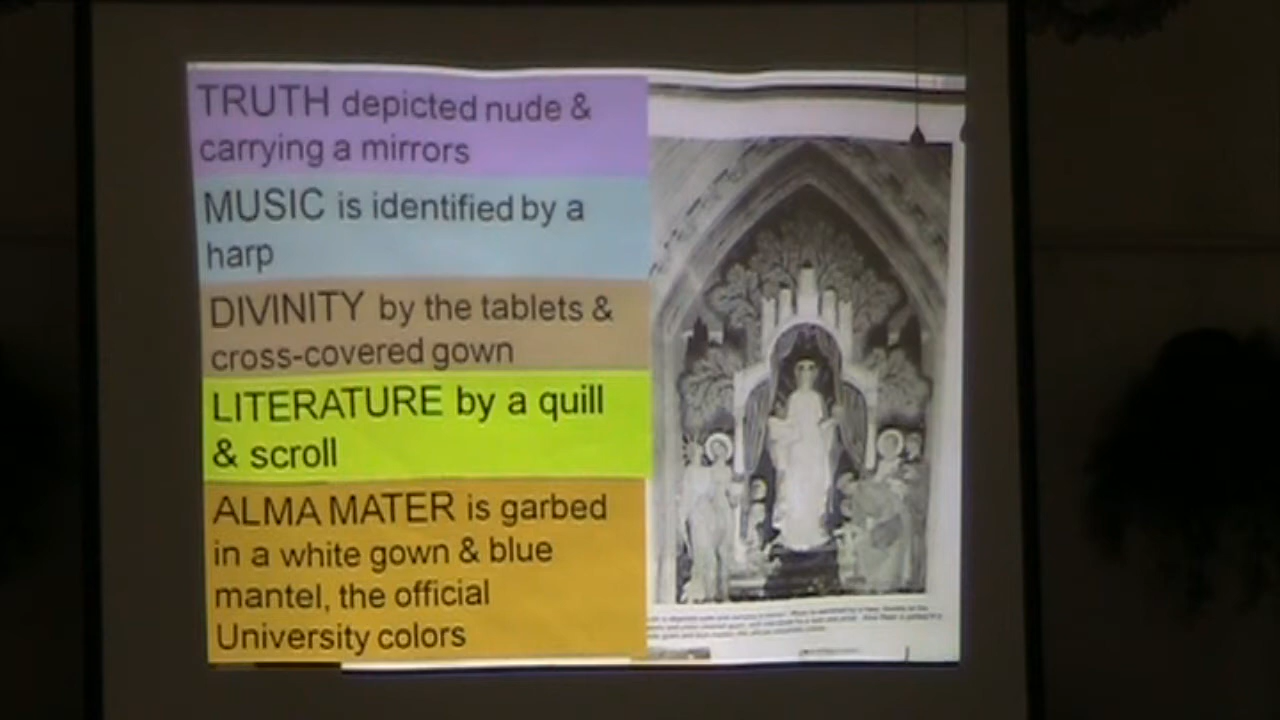 TRUTH depicted nude &
carrying a mirrors
MUSIC is identified by a
harp
DIVINITY by the tablets &
cross-covered gown
LITERATURE by a quill
& scroll
ALMA MATER is garbed
in a white gown & blue
mantel, the official
University colors